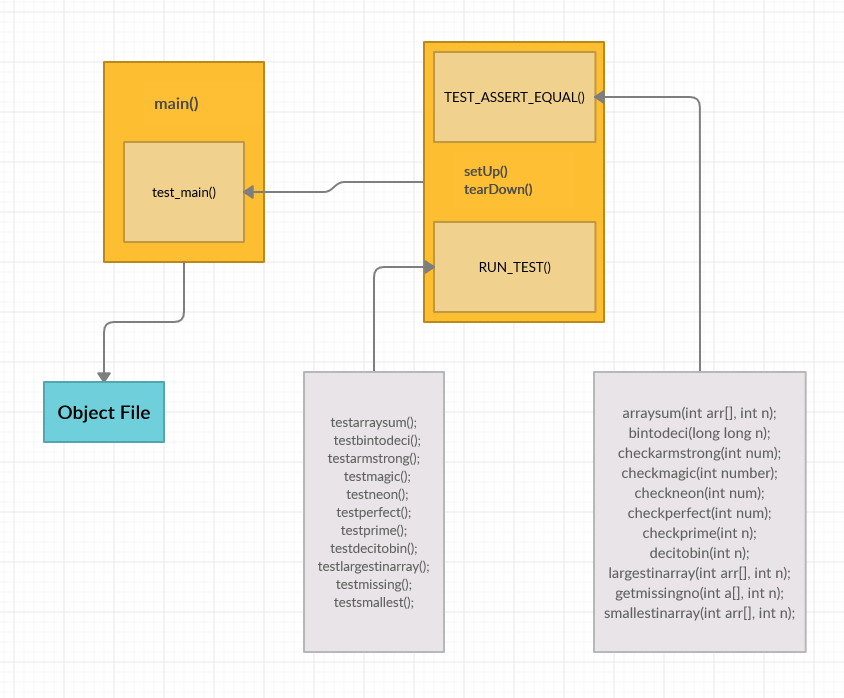 main()
test_main()
TEST_ASSERT_EQUAL()
setUp()
tearDown()
RUN_TEST()
Object File
testarraysum();
testbintodeci();
testarmstrong();
testmagic();
testneon();
testperfect();
testprime();
testdecitobin();
testlargestinarray();
testmissing();
testsmallest();
arraysum(int arr[], int n);
bintodeci(long long n);
checkarmstrong(int num);
checkmagic(int number);
checkneon(int num);
checkperfect(int num);
checkprime(int n);
decitobin(int n);
largestinarray(int arr[], int n);
getmissingno(int a[], int n);
smallestinarray(int arr[], int n);